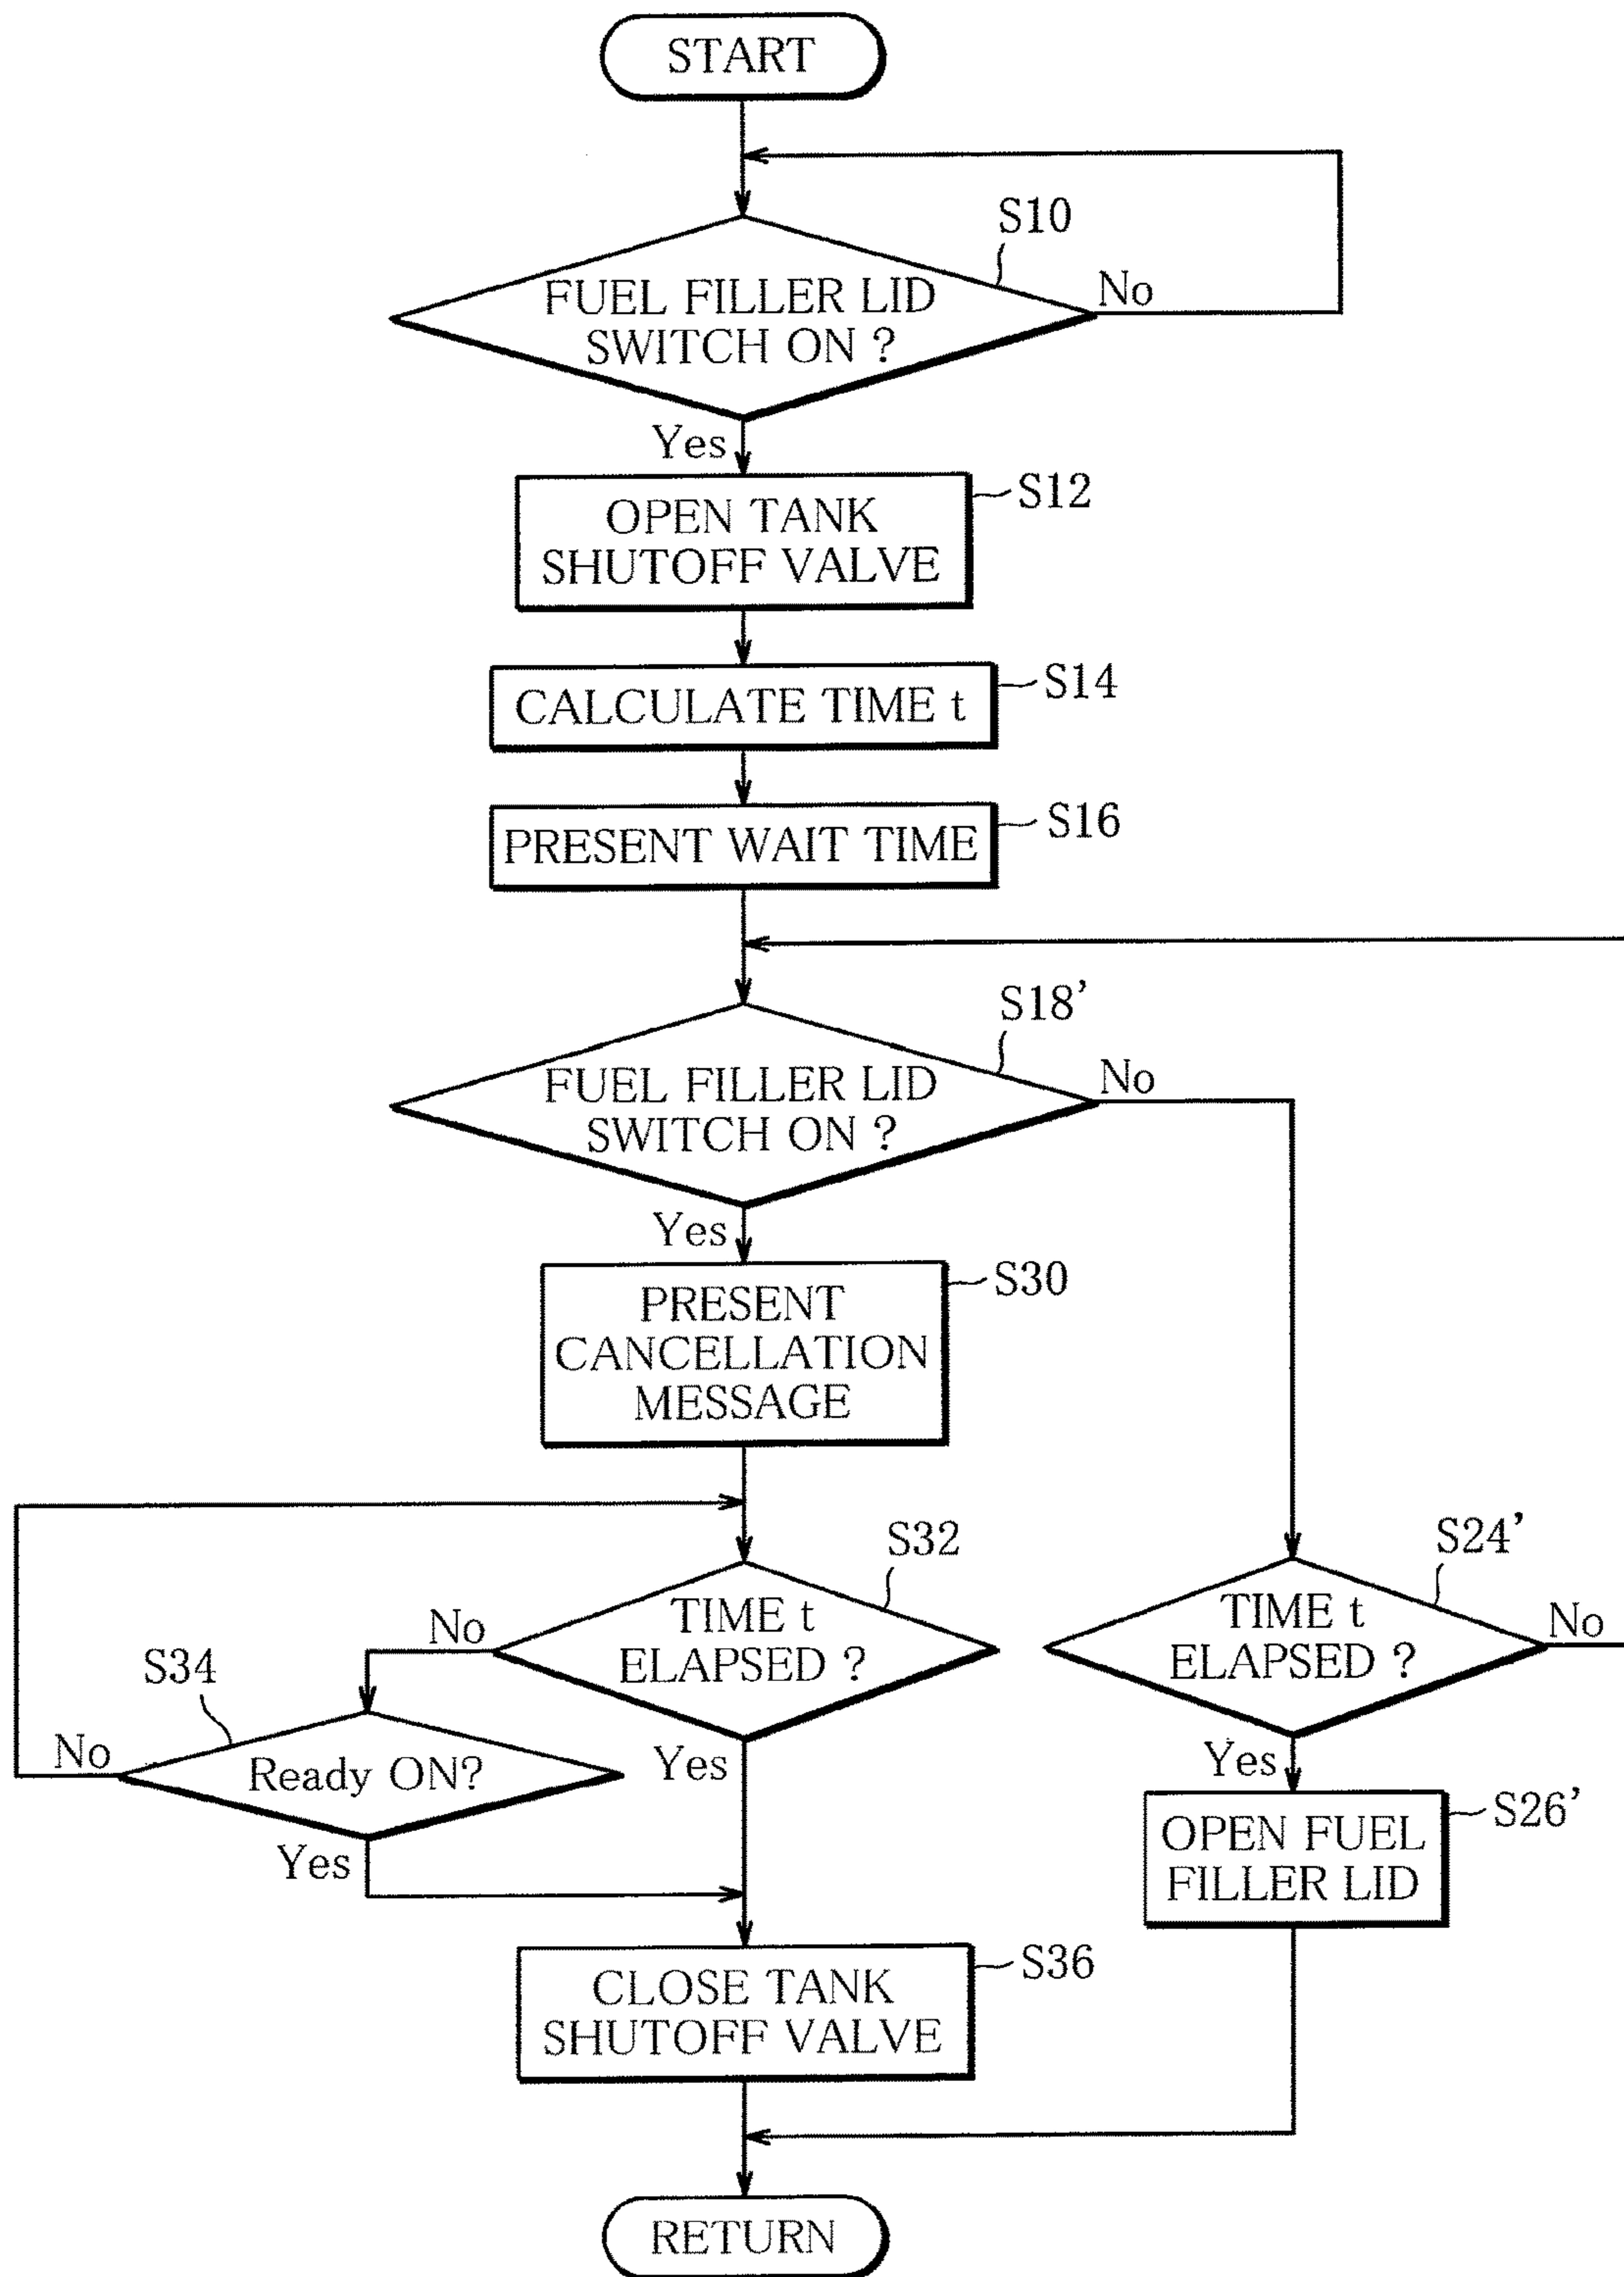 START
S10
FUEL FILLER LID
SWITCH ON ?
No
Yes
OPEN TANK
SHUTOFF VALVE
S12
CALCULATE TIME t
S14
PRESENT WAIT TIME
S16
S18’
FUEL FILLER LID
SWITCH ON ?
No
Yes
PRESENT
CANCELLATION
MESSAGE
S30
S32
TIME t
ELAPSED ?
No
Yes
S34
Ready ON?
No
Yes
S24’
TIME t
ELAPSED ?
No
Yes
OPEN FUEL
FILLER LID
S26’
CLOSE TANK
SHUTOFF VALVE
S36
RETURN